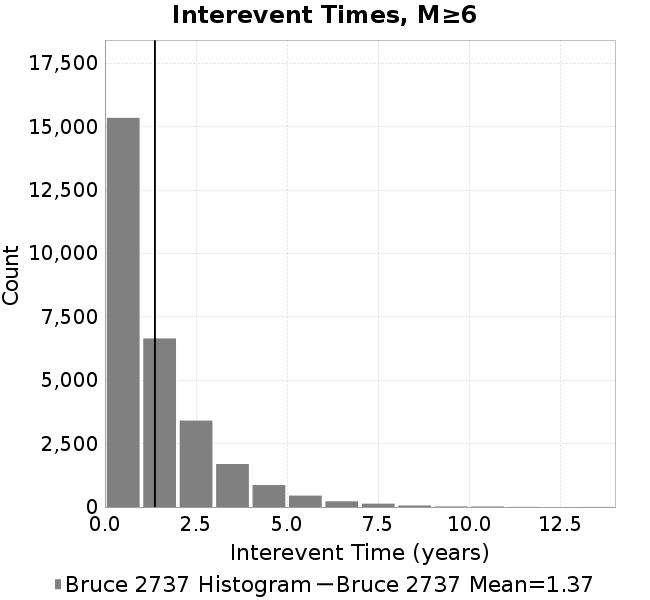 Interevent Times, M≥6
17,500
15,000
12,500
10,000
7,500
5,000
2,500
0
Count
0.0 2.5 5.0 7.5 10.0 12.5
Interevent Time (years)
Bruce 2737 Histogram Bruce 2737 Mean=1.37